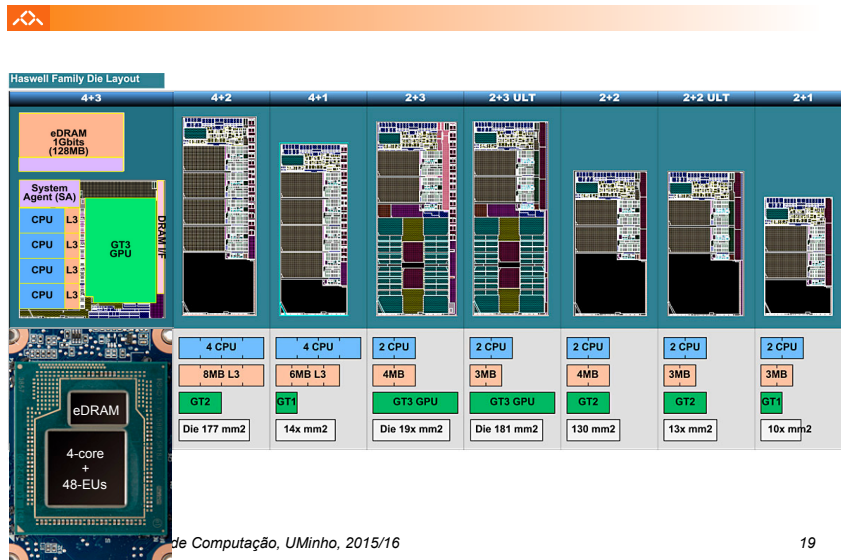 Haswell Family Die Layout
4+3
4+2
4+1
2+3
2+3 ULT
2+2
2+2 ULT
2+1
eDRAM
1Gbits
(128MB)
System
Agent (SA)
CPU L3
CPU L3
CPU L3
CPU L3
GT3
GPU
DRAM I/F
4 CPU
4 CPU
2 CPU
2 CPU
2 CPU
2 CPU
2 CPU
8MB L3
6MB L3
4MB
3MB
4MB
3MB
3MB
GT2
GT1
GT3 GPU
GT3 GPU
GT2
GT2
GT1
Die 177 mm2
14x mm2
Die 19x mm2
Die 181 mm2
130 mm2
13x mm2
10x mm2
eDRAM
4-core
+
48-EUs
de Computação, UMinho, 2015/16
19